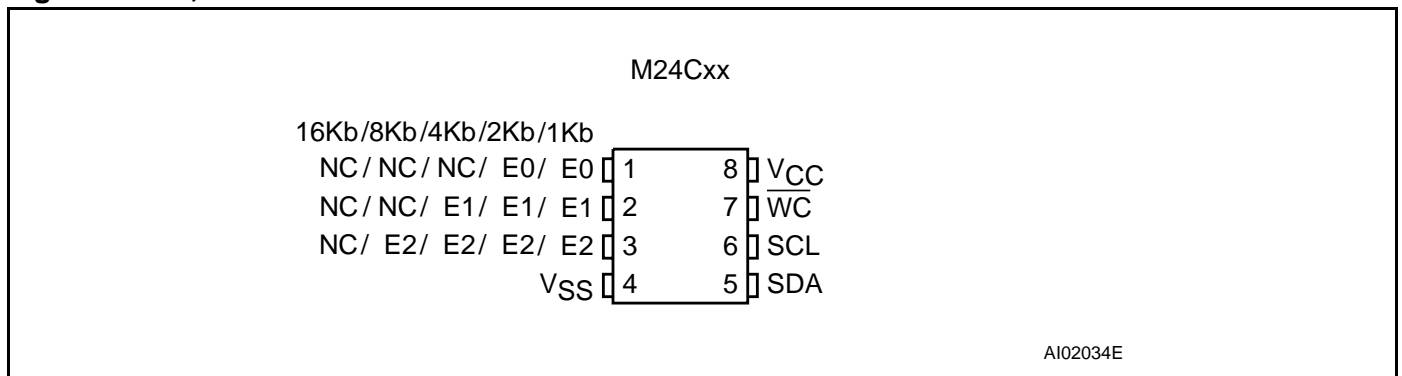 M24Cxx
16Kb/8Kb/4Kb/2Kb/1Kb
NC/ NC/ NC/ E0/ E0 1 8 VCC
NC/ NC/ E1/ E1/ E1 2 7 W̅C̅
NC/ E2/ E2/ E2/ E2 3 6 SCL
VSS 4 5 SDA
AI02034E